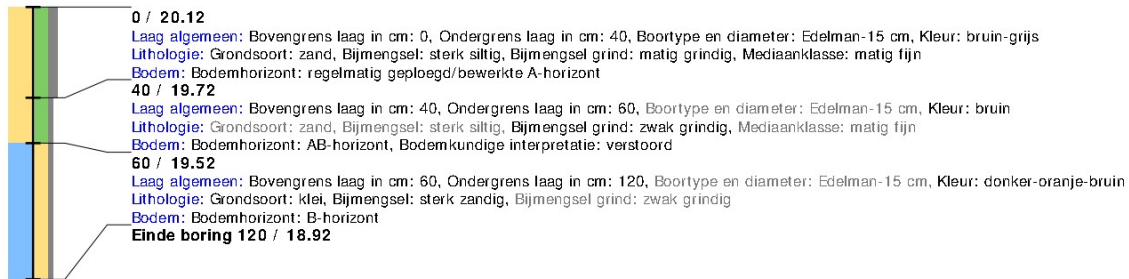 0 / 20.12
Laag algemeen: Bovengrens laag in cm: 0, Ondergrens laag in cm: 40, Boortype en diameter: Edelman-15 cm, Kleur: bruin-grijs
Lithologie: Grondsoort: zand, Bijmengsel: sterk siltig, Bijmengsel grind: matig grindig, Mediaanklasse: matig fijn
Bodem: Bodemhorizont: regelmatig geploegd/bewerkte A-horizont
40 / 19.72
Laag algemeen: Bovengrens laag in cm: 40, Ondergrens laag in cm: 60, Boortype en diameter: Edelman-15 cm, Kleur: bruin
Lithologie: Grondsoort: zand, Bijmengsel: sterk siltig, Bijmengsel grind: zwak grindig, Mediaanklasse: matig fijn
Bodem: Bodemhorizont: AB-horizont, Bodemkundige interpretatie: verstoord
60 / 19.52
Laag algemeen: Bovengrens laag in cm: 60, Ondergrens laag in cm: 120, Boortype en diameter: Edelman-15 cm, Kleur: donker-oranje-bruin
Lithologie: Grondsoort: klei, Bijmengsel: sterk zandig, Bijmengsel grind: zwak grindig
Bodem: Bodemhorizont: B-horizont
Einde boring 120 / 18.92